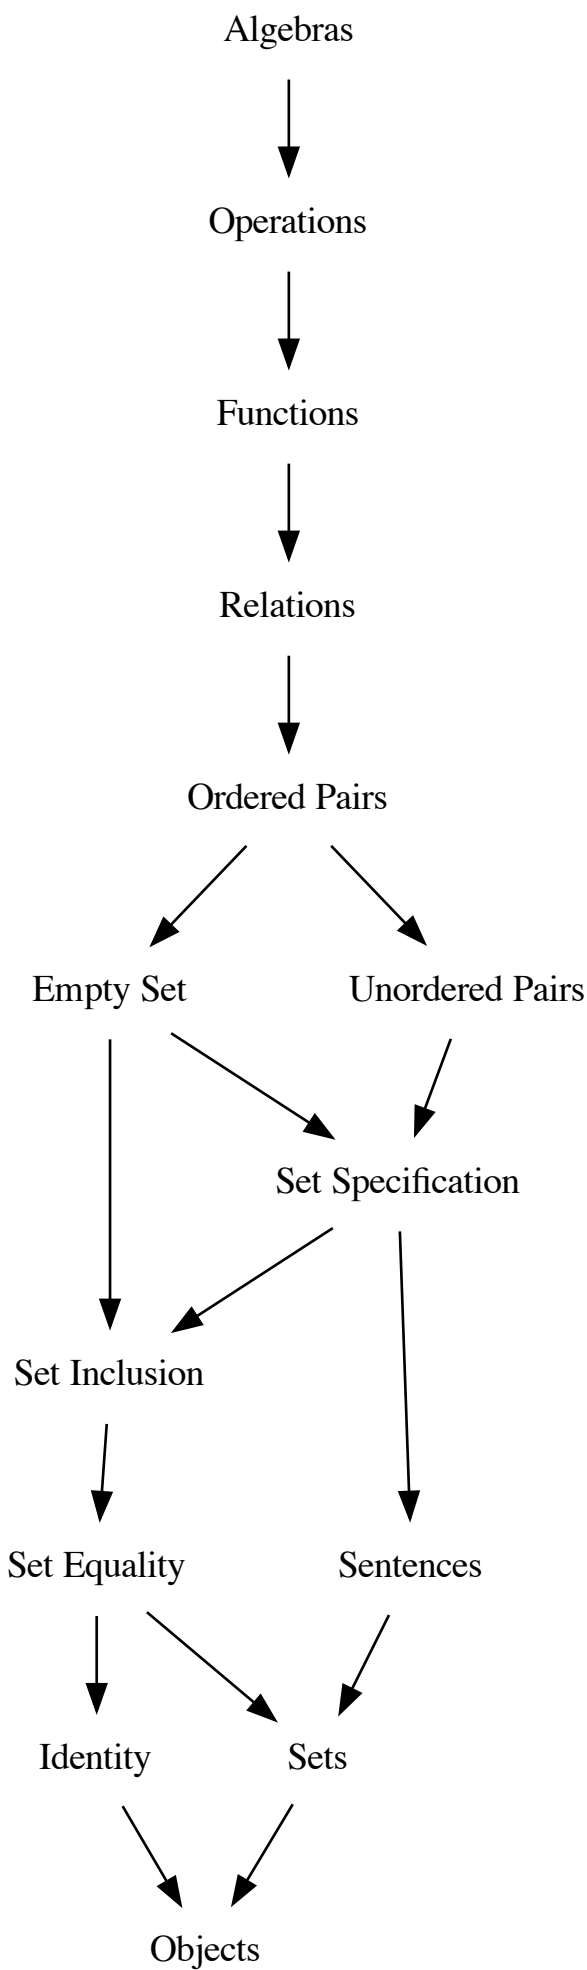 Algebras
Operations
Functions
Relations
Ordered Pairs
Empty Set
Unordered Pairs
Set Specification
Set Inclusion
Set Equality
Sentences
Identity
Sets
Objects